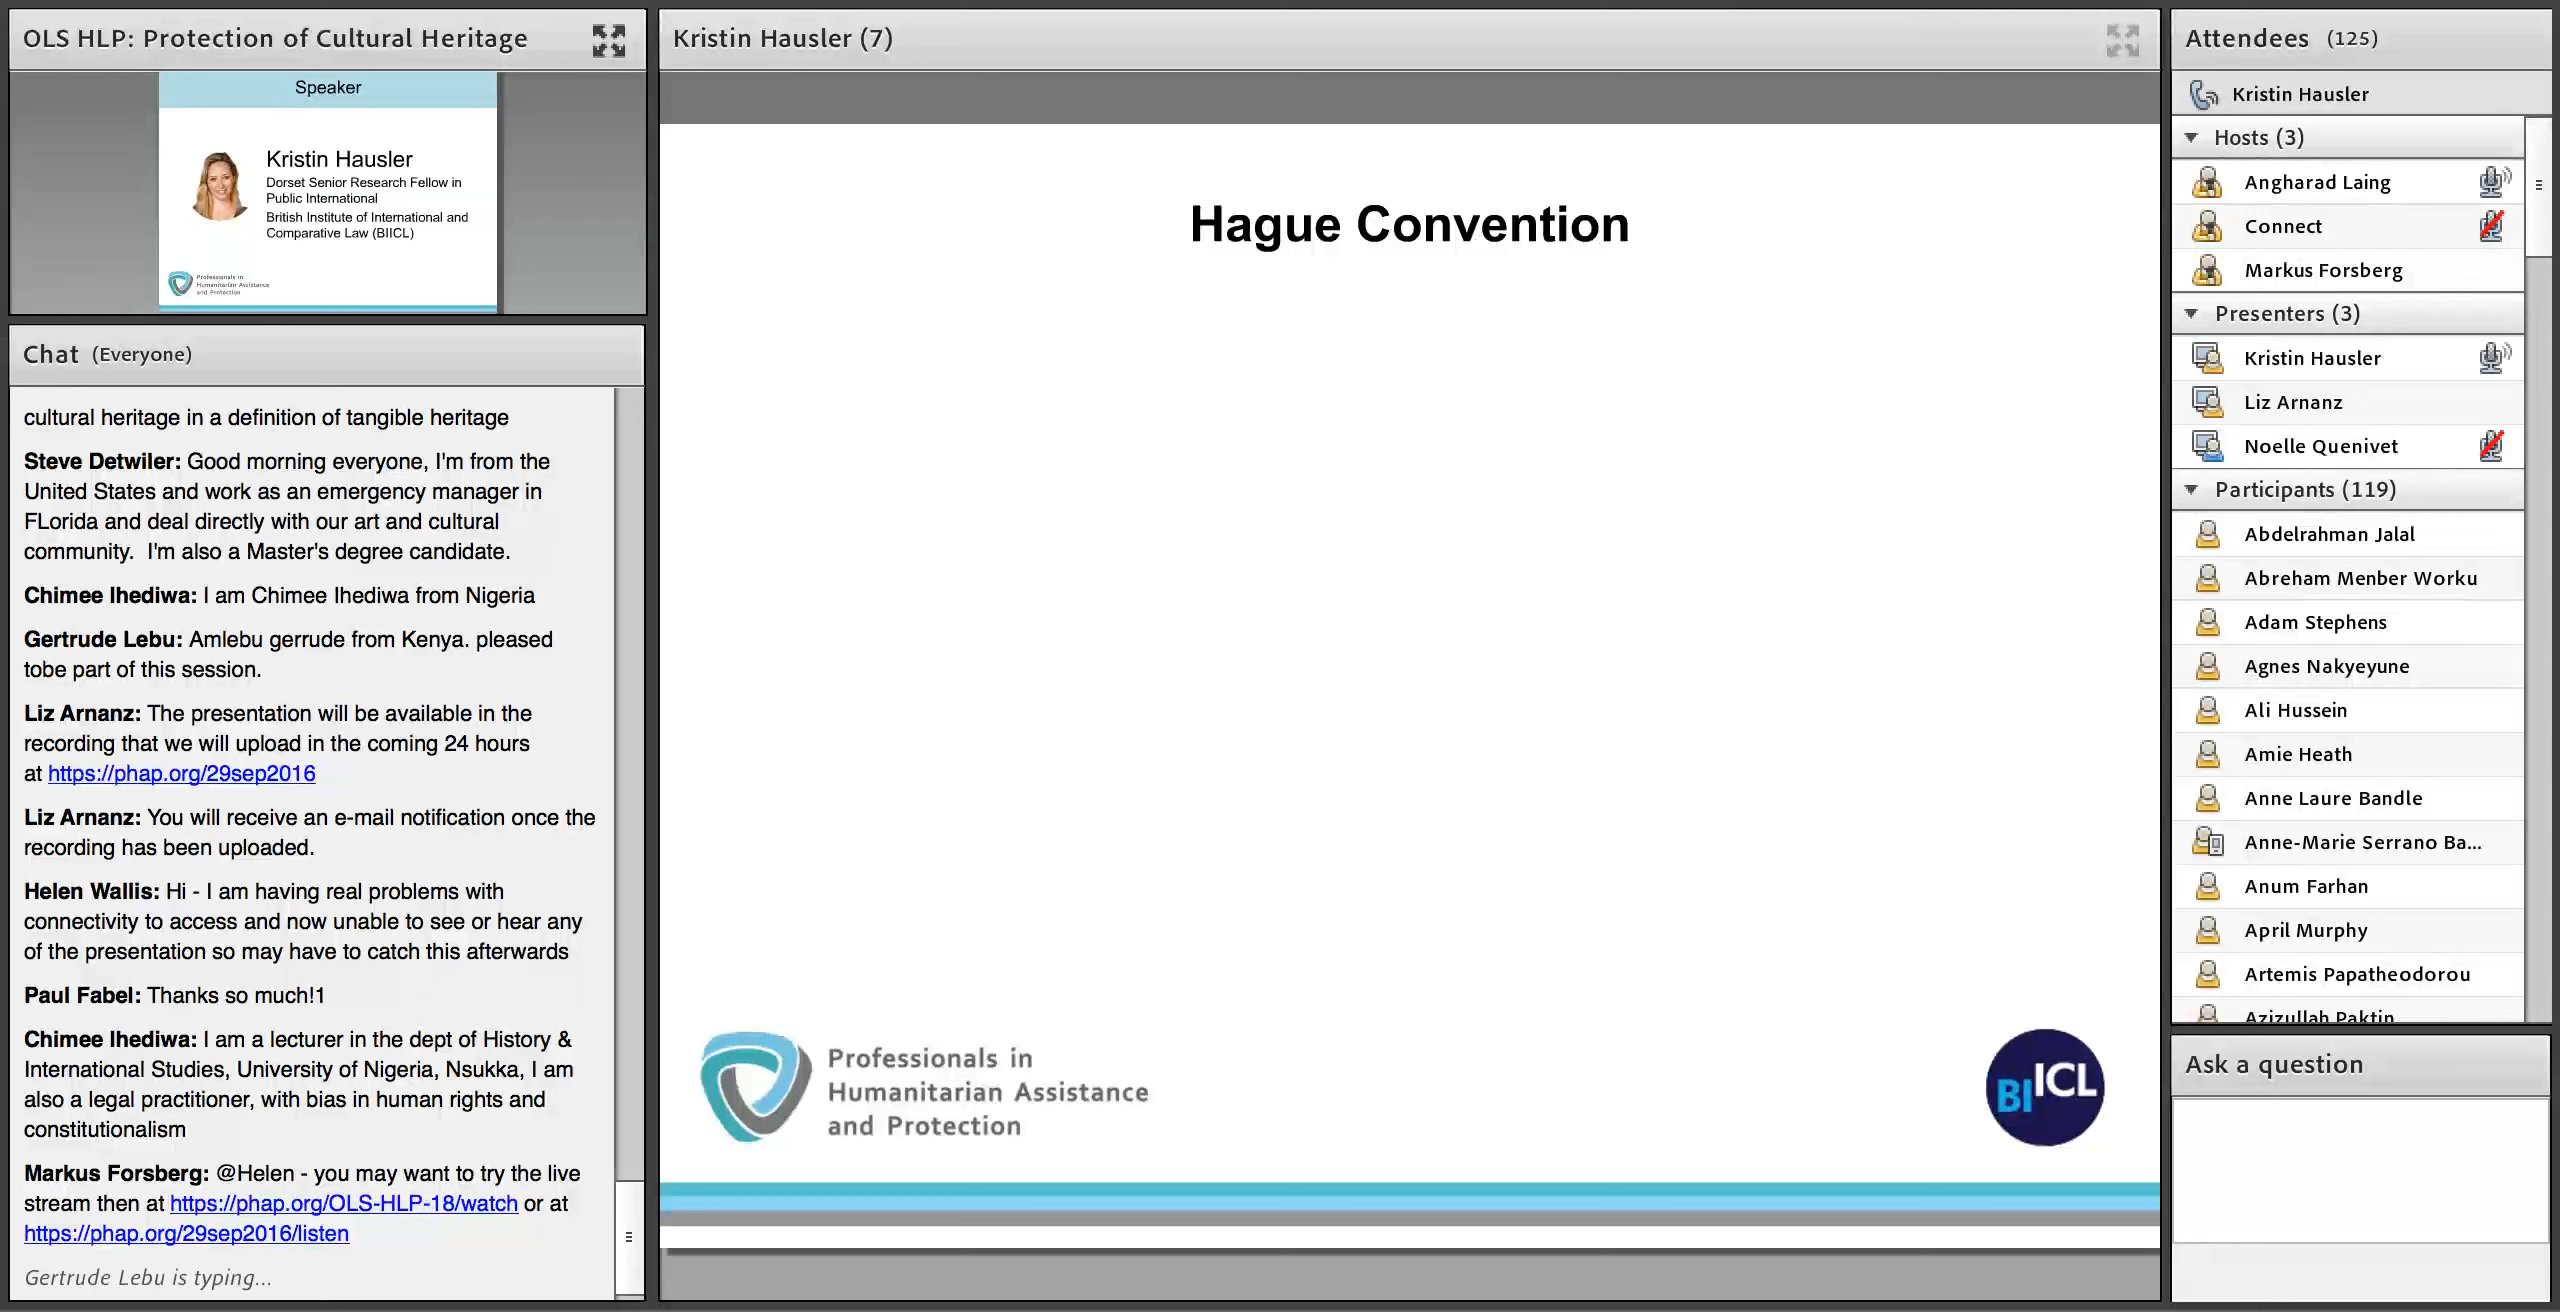 OLS HLP: Protection of Cultural Heritage
Speaker
Kristin Hausler
Dorset Senior Research Fellow in
Public International
British Institute of International and
Comparative Law (BIICL)
Professionals in
Humanitarian Assistance
and Protection
Chat (Everyone)
cultural heritage in a definition of tangible heritage
Steve Detwiler: Good morning everyone, I'm from the
United States and work as an emergency manager in
FLorida and deal directly with our art and cultural
community.  I'm also a Master's degree candidate.
Chimee Ihediwa: I am Chimee Ihediwa from Nigeria
Gertrude Lebu: Amlebu gerrude from Kenya. pleased
tobe part of this session.
Liz Arnanz: The presentation will be available in the
recording that we will upload in the coming 24 hours
at https://phap.org/29sep2016
Liz Arnanz: You will receive an e-mail notification once the
recording has been uploaded.
Helen Wallis: Hi - I am having real problems with
connectivity to access and now unable to see or hear any
of the presentation so may have to catch this afterwards
Paul Fabel: Thanks so much!1
Chimee Ihediwa: I am a lecturer in the dept of History &
International Studies, University of Nigeria, Nsukka, I am
also a legal practitioner, with bias in human rights and
constitutionalism
Markus Forsberg: @Helen - you may want to try the live
stream then at https://phap.org/OLS-HLP-18/watch or at
https://phap.org/29sep2016/listen
Gertrude Lebu is typing...
Kristin Hausler (7)
Hague Convention
Professionals in
Humanitarian Assistance
and Protection
BIICL
Attendees (125)
Kristin Hausler
Hosts (3)
Angharad Laing
Connect
Markus Forsberg
Presenters (3)
Kristin Hausler
Liz Arnanz
Noelle Quenivet
Participants (119)
Abdelrahman Jalal
Abreham Menber Worku
Adam Stephens
Agnes Nakyeyune
Ali Hussein
Amie Heath
Anne Laure Bandle
Anne-Marie Serrano Ba...
Anum Farhan
April Murphy
Artemis Papatheodorou
Azizullah Paktin
Ask a question